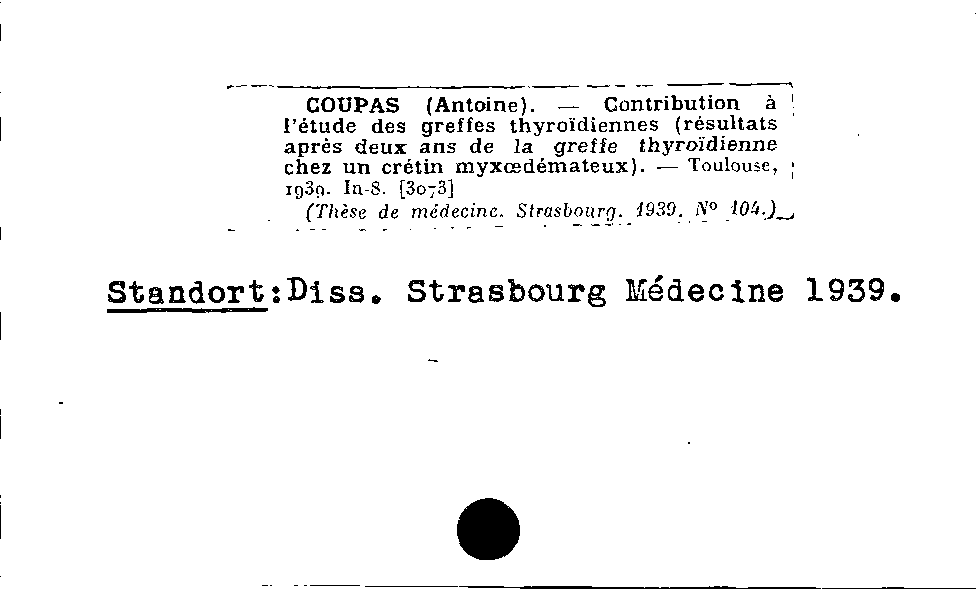 COUPAS (Antoine). — Contribution à
l'étude des greffes thyroïdiennes (résultats
après deux ans de la greffe thyroïdienne
chez un crétin myxœdémateux). — Toulouse,
1939. In-8. [3073]
(Thèse de médecine. Strasbourg. 1939. N° 104.)
Standort:Diss. Strasbourg Médecine 1939.